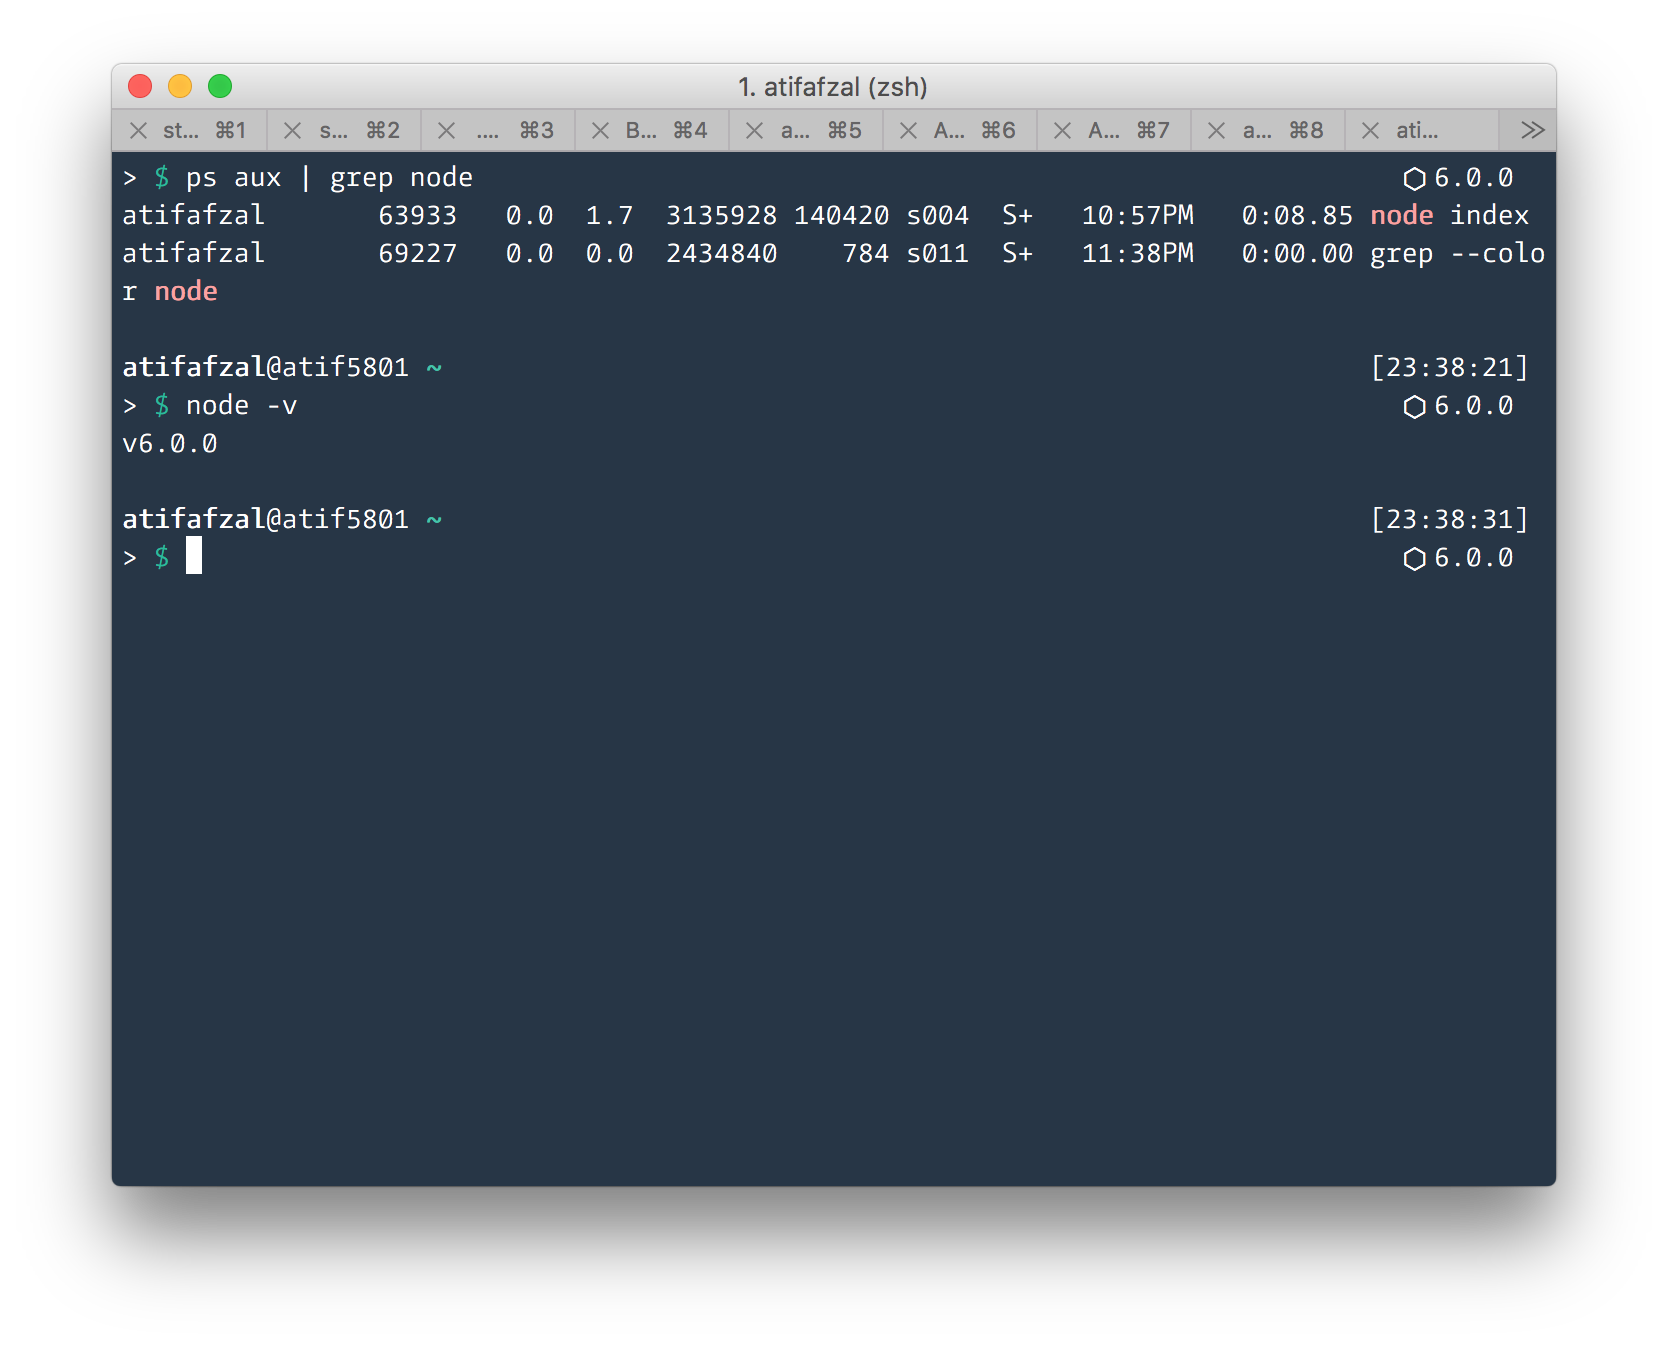 1. atifafzal (zsh)
st... ⌘1 s... ⌘2 .... ⌘3 B... ⌘4 a... ⌘5 A... ⌘6 A... ⌘7 a... ⌘8 ati...
> $ ps aux | grep node ⬡ 6.0.0
atifafzal 63933 0.0 1.7 3135928 140420 s004 S+ 10:57PM 0:08.85 node index
atifafzal 69227 0.0 0.0 2434840 784 s011 S+ 11:38PM 0:00.00 grep --colo
r node
atifafzal@atif5801 ~ [23:38:21]
> $ node -v ⬡ 6.0.0
v6.0.0
atifafzal@atif5801 ~ [23:38:31]
> $ ⬡ 6.0.0